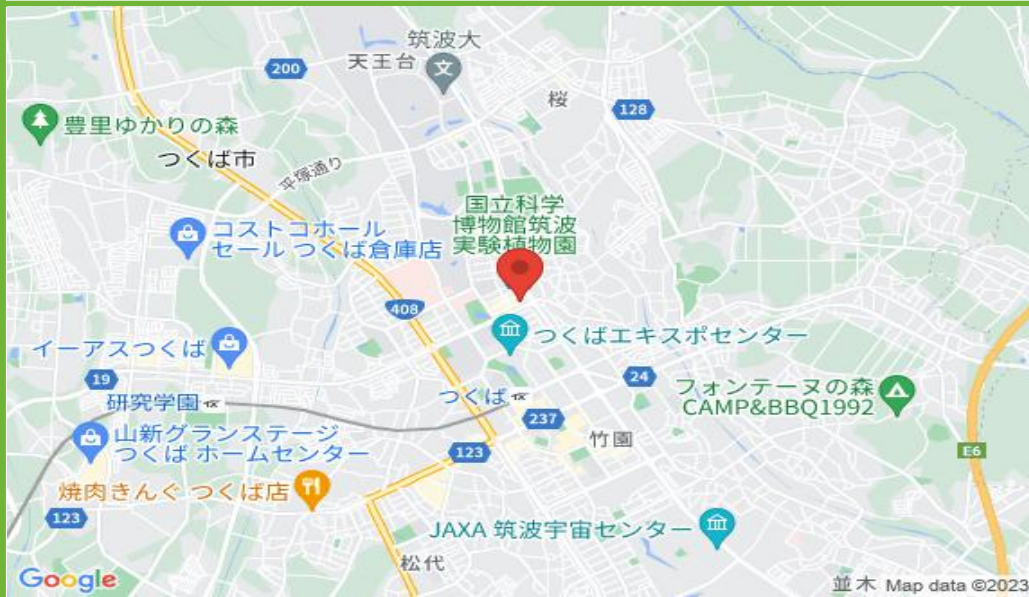 筑波大
天王台
200
桜
128
豊里ゆかりの森
つくば市
平塚通り
国立科学
博物館筑波
実験植物園
コストコホール
セール つくば倉庫店
408
つくばエキスポセンター
イーアスつくば
19
24
つくば
フォンテーヌの森
CAMP&BBQ1992
研究学園
237
山新グランステージ
つくば ホームセンター
竹園
123
E6
焼肉きんぐ つくば店
123
JAXA 筑波宇宙センター
松代
Google
並木
Map data ©2023